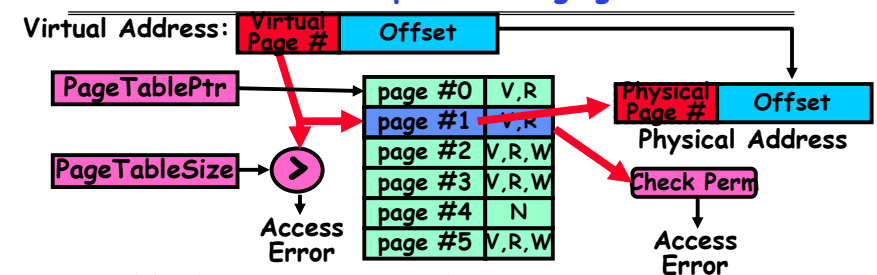 Virtual Address:
Virtual
Page #
Offset
PageTablePtr
page #0 V,R
page #1 V,R
page #2 V,R,W
page #3 V,R,W
page #4 N
page #5 V,R,W
PageTableSize
>
Access
Error
Physical
Page #
Offset
Physical Address
Check Perm
Access
Error